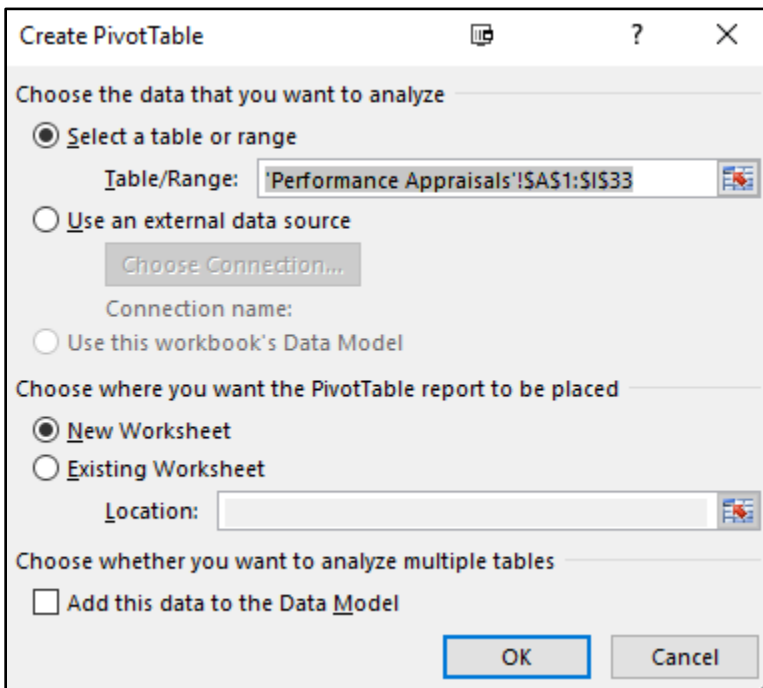 Create PivotTable ? ×
Choose the data that you want to analyze
Select a table or range
Table/Range: 'Performance Appraisals'!$A$1:$I$33
Use an external data source
Choose Connection...
Connection name:
Use this workbook's Data Model
Choose where you want the PivotTable report to be placed
New Worksheet
Existing Worksheet
Location:
Choose whether you want to analyze multiple tables
Add this data to the Data Model
OK Cancel